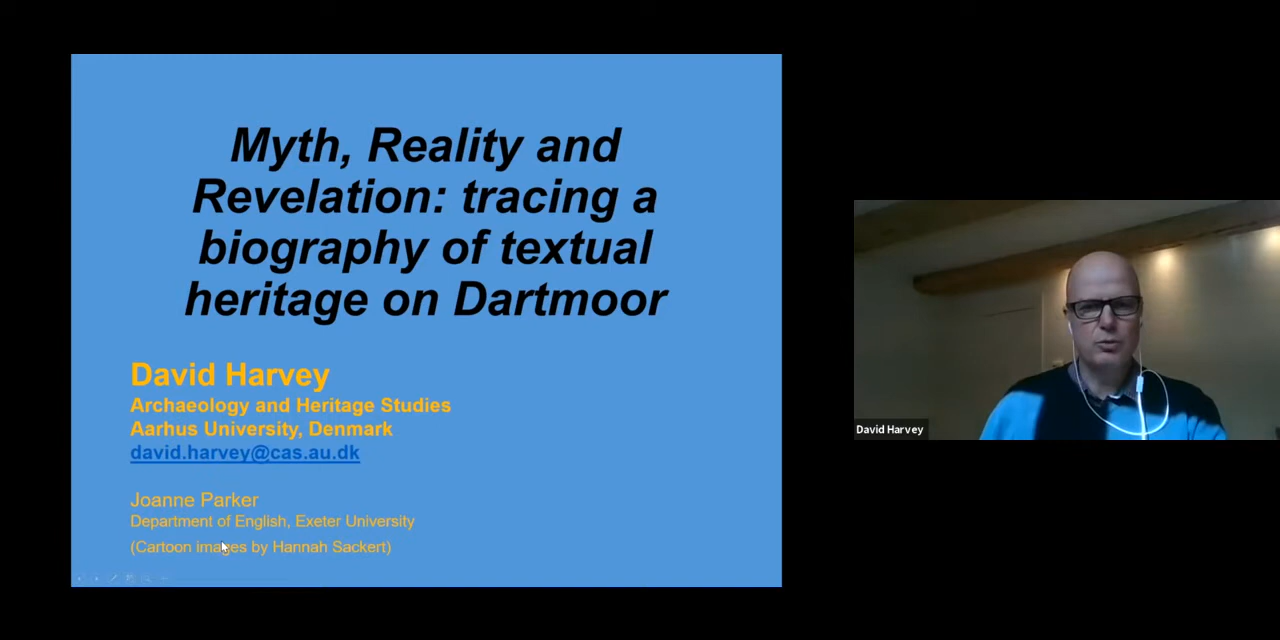 Myth, Reality and
Revelation: tracing a
biography of textual
heritage on Dartmoor
David Harvey
Archaeology and Heritage Studies
Aarhus University, Denmark
david.harvey@cas.au.dk
Joanne Parker
Department of English, Exeter University
(Cartoon images by Hannah Sackert)
David Harvey